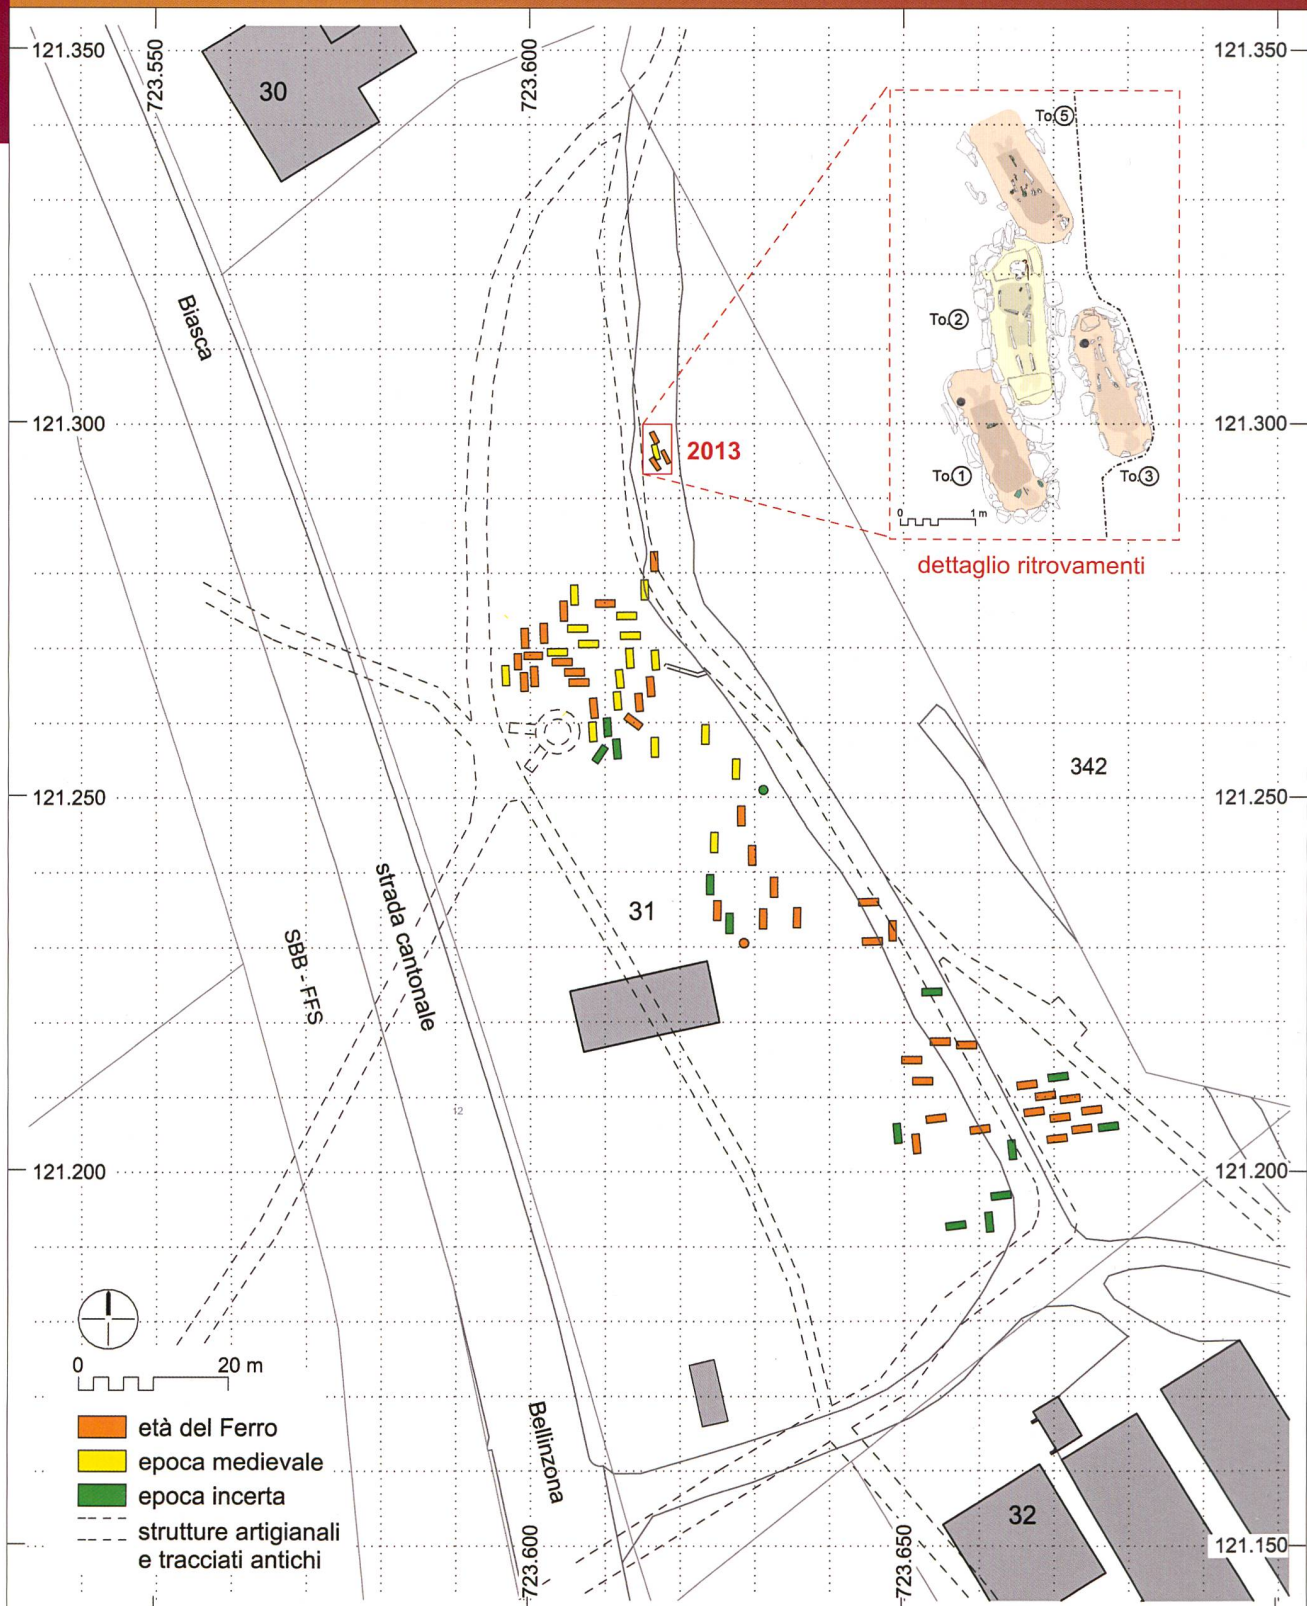 121.350
723.550
723.600
121.350
30
To.5
Biasca
To.2
121.300
121.300
2013
To.1
To.3
0 1 m
dettaglio ritrovamenti
342
121.250
121.250
strada cantonale
31
SBB - FFS
12
121.200
121.200
0 20 m
età del Ferro
epoca medievale
epoca incerta
strutture artigianali
e tracciati antichi
Bellinzona
32
723.600
723.650
121.150